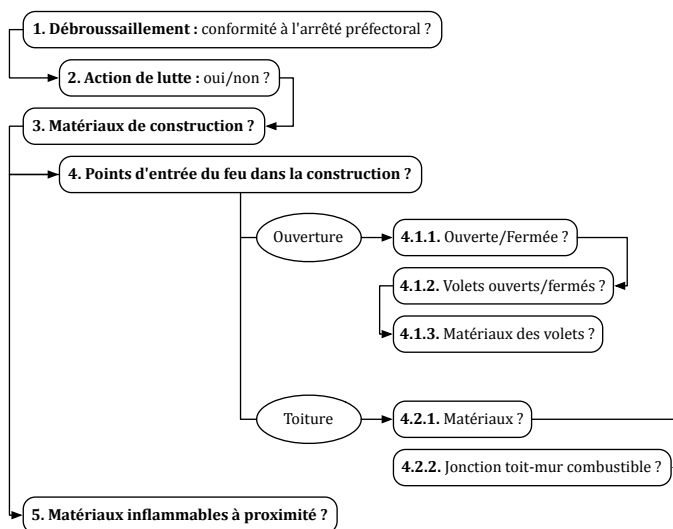 1. Débroussaillement : conformité à l'arrêté préfectoral ?
2. Action de lutte : oui/non ?
3. Matériaux de construction ?
4. Points d'entrée du feu dans la construction ?
Ouverture
4.1.1. Ouverte/Fermée ?
4.1.2. Volets ouverts/fermés ?
4.1.3. Matériaux des volets ?
Toiture
4.2.1. Matériaux ?
4.2.2. Jonction toit-mur combustible ?
5. Matériaux inflammables à proximité ?